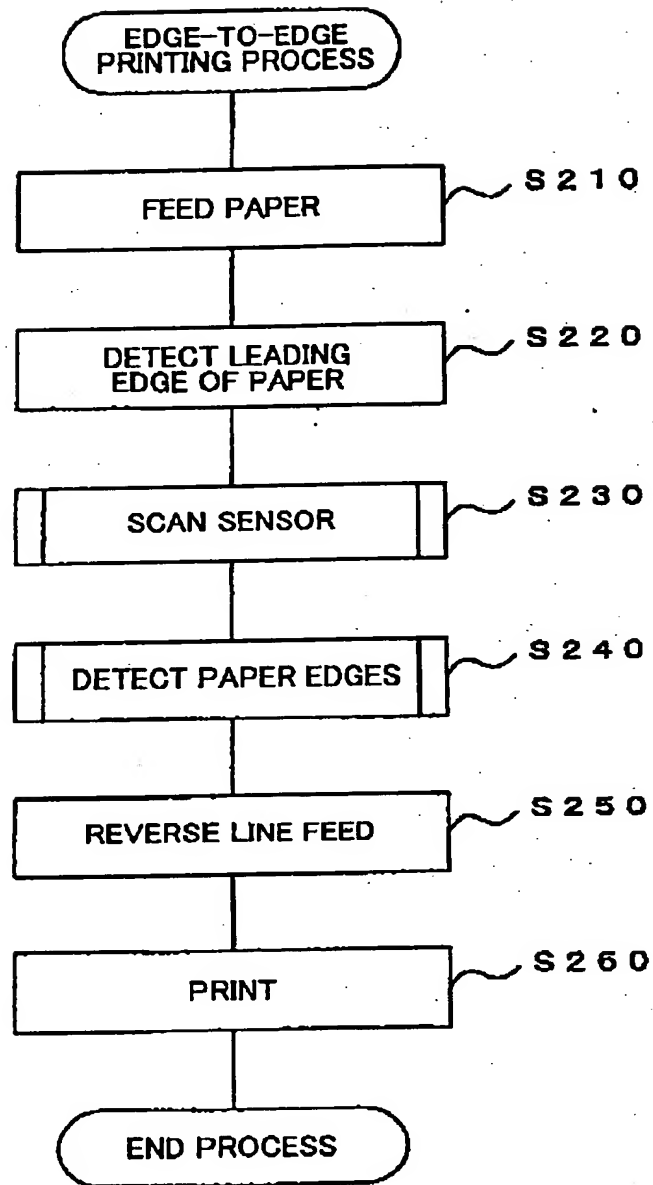 EDGE-TO-EDGE
PRINTING PROCESS
FEED PAPER
S210
DETECT LEADING
EDGE OF PAPER
S220
SCAN SENSOR
S230
DETECT PAPER EDGES
S240
REVERSE LINE FEED
S250
PRINT
S260
END PROCESS